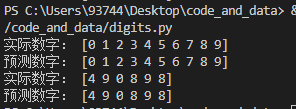 PS C:\Users\93744\Desktop\code_and_data> &
/code_and_data/digits.py
实际数字: [0 1 2 3 4 5 6 7 8 9]
预测数字: [0 1 2 3 4 5 6 7 8 9]
实际数字: [4 9 0 8 9 8]
预测数字: [4 9 0 8 9 8]